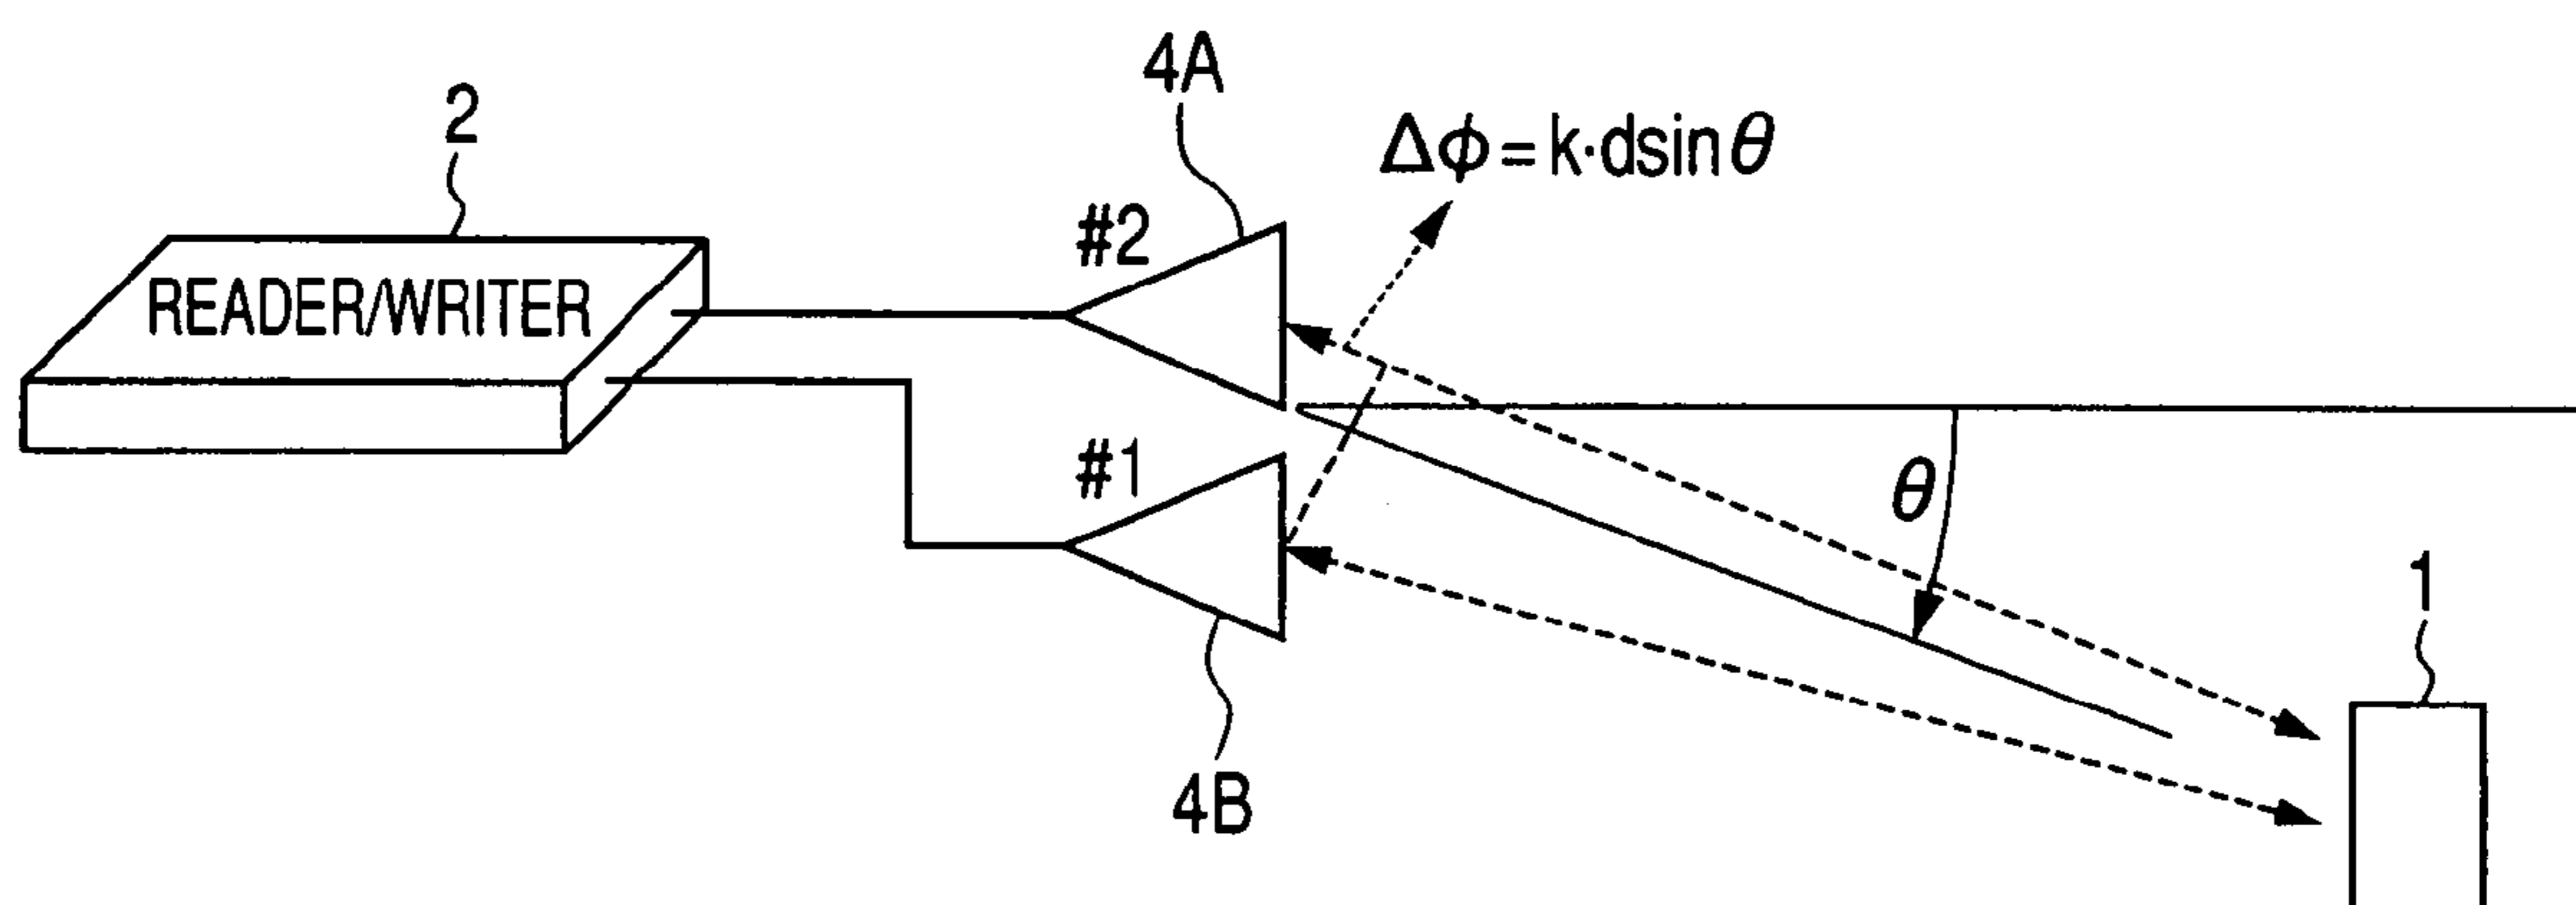 4A
2
Δϕ=k·dsinθ
#2
READER/WRITER
#1
θ
1
4B